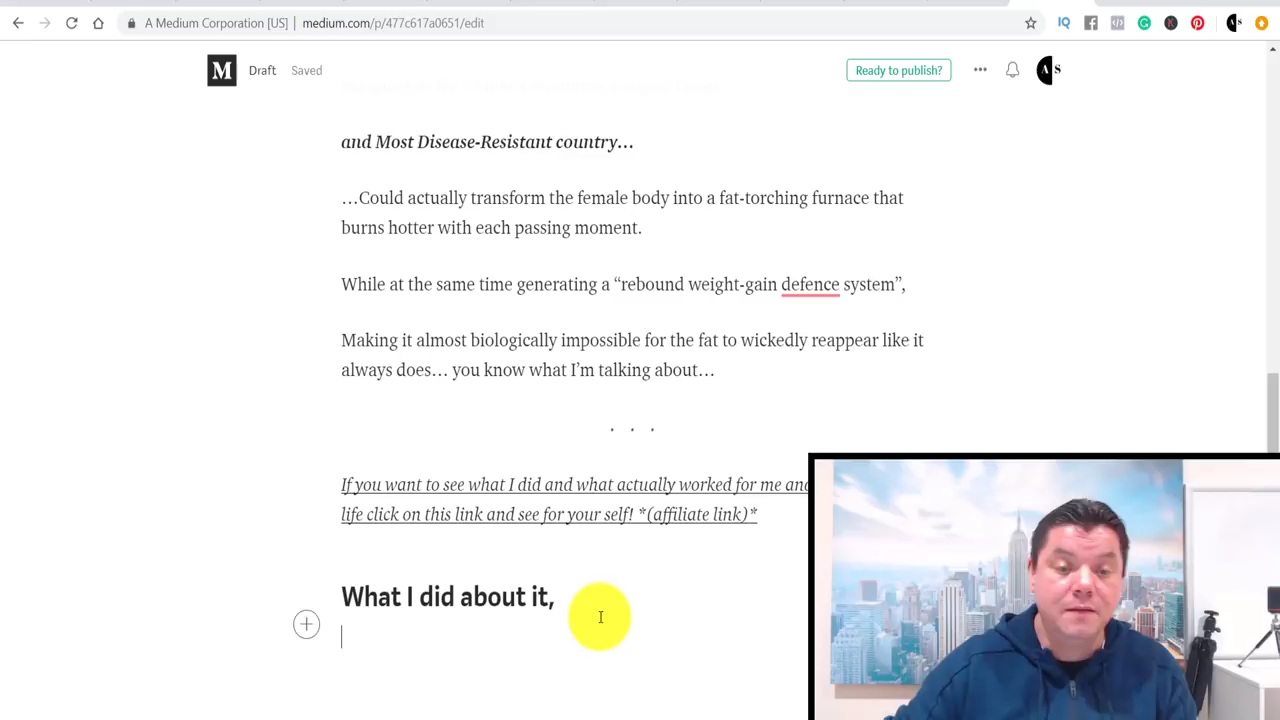 A Medium Corporation [US] | medium.com/p/477c617a0651/edit
M Draft Saved Ready to publish? A S
and Most Disease-Resistant country…
…Could actually transform the female body into a fat-torching furnace that
burns hotter with each passing moment.
While at the same time generating a “rebound weight-gain defence system”,
Making it almost biologically impossible for the fat to wickedly reappear like it
always does… you know what I’m talking about…
. . .
If you want to see what I did and what actually worked for me and
life click on this link and see for your self! *(affiliate link)*
What I did about it,